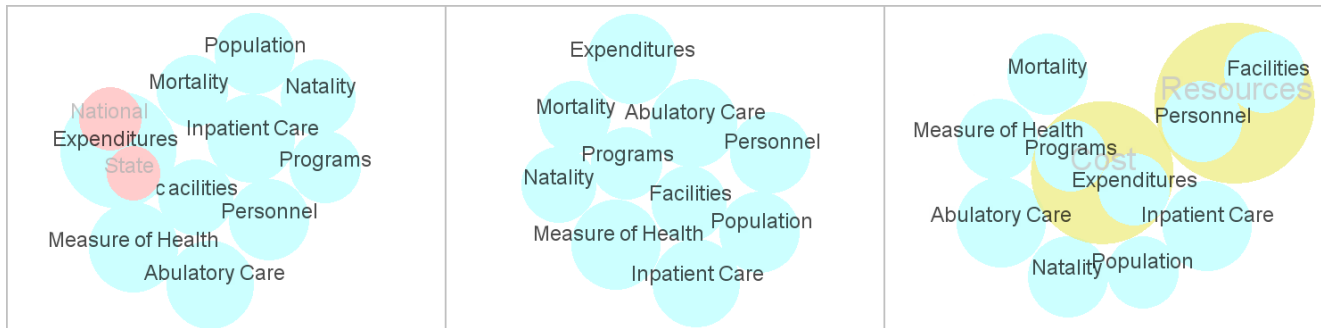 Population
Mortality
Natality
National
Expenditures
Inpatient Care
State
Programs
cacilities
Personnel
Measure of Health
Abulatory Care
Expenditures
Mortality
Abulatory Care
Personnel
Programs
Natality
Facilities
Population
Measure of Health
Inpatient Care
Mortality
Facilities
Resources
Personnel
Measure of Health
Programs
Cost
Expenditures
Abulatory Care
Inpatient Care
Population
Natality